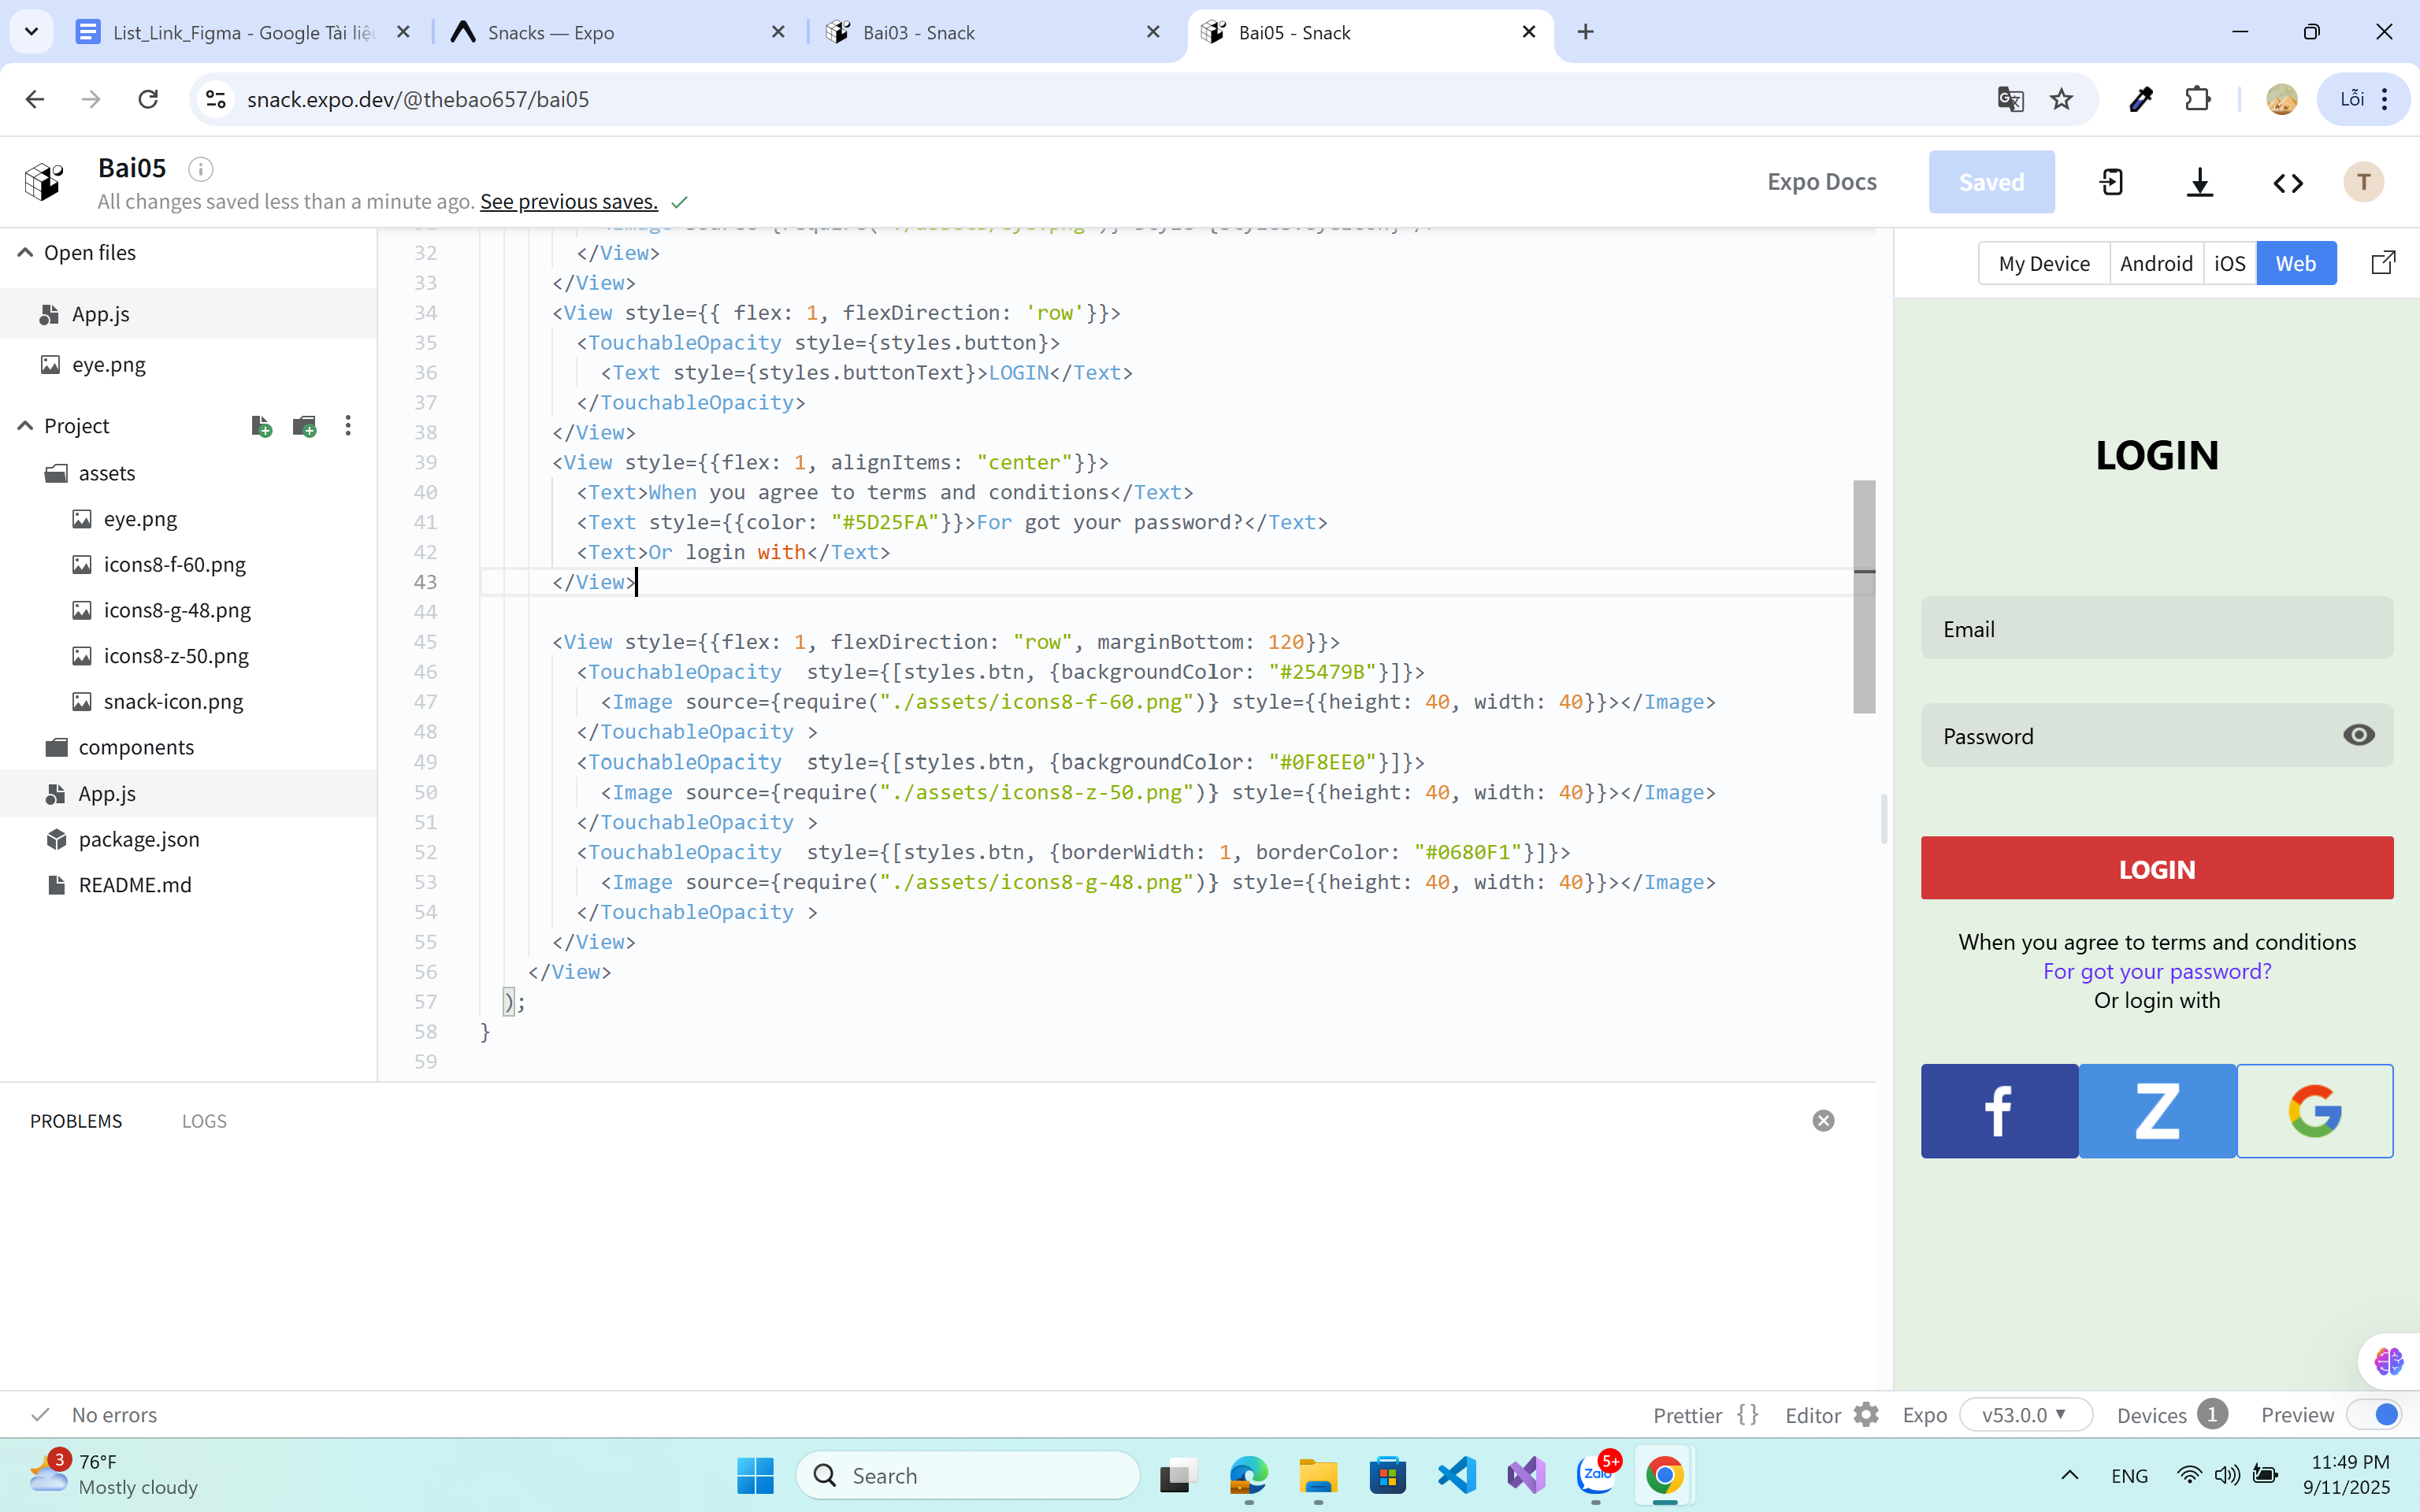 List_Link_Figma - Google Tài liệu
Snacks — Expo
Bai03 - Snack
Bai05 - Snack
snack.expo.dev/@thebao657/bai05
Lỗi
Bai05
All changes saved less than a minute ago. See previous saves.
Expo Docs
Saved
T
Open files
App.js
eye.png
Project
assets
eye.png
icons8-f-60.png
icons8-g-48.png
icons8-z-50.png
snack-icon.png
components
App.js
package.json
README.md
32 </View>
33 </View>
34 <View style={{ flex: 1, flexDirection: 'row'}}>
35 <TouchableOpacity style={styles.button}>
36 <Text style={styles.buttonText}>LOGIN</Text>
37 </TouchableOpacity>
38 </View>
39 <View style={{flex: 1, alignItems: "center"}}>
40 <Text>When you agree to terms and conditions</Text>
41 <Text style={{color: "#5D25FA"}}>For got your password?</Text>
42 <Text>Or login with</Text>
43 </View>
44
45 <View style={{flex: 1, flexDirection: "row", marginBottom: 120}}>
46 <TouchableOpacity  style={[styles.btn, {backgroundColor: "#25479B"}]}>
47 <Image source={require("./assets/icons8-f-60.png")} style={{height: 40, width: 40}}></Image>
48 </TouchableOpacity >
49 <TouchableOpacity  style={[styles.btn, {backgroundColor: "#0F8EE0"}]}>
50 <Image source={require("./assets/icons8-z-50.png")} style={{height: 40, width: 40}}></Image>
51 </TouchableOpacity >
52 <TouchableOpacity  style={[styles.btn, {borderWidth: 1, borderColor: "#0680F1"}]}>
53 <Image source={require("./assets/icons8-g-48.png")} style={{height: 40, width: 40}}></Image>
54 </TouchableOpacity >
55 </View>
56 </View>
57 );
58 }
59
My Device Android iOS Web
LOGIN
Email
Password
LOGIN
When you agree to terms and conditions
For got your password?
Or login with
f Z G
PROBLEMS LOGS
No errors
Prettier {} Editor Expo v53.0.0 Devices 1 Preview
3
76°F
Mostly cloudy
Search
Zalo
5+
ENG
11:49 PM
9/11/2025